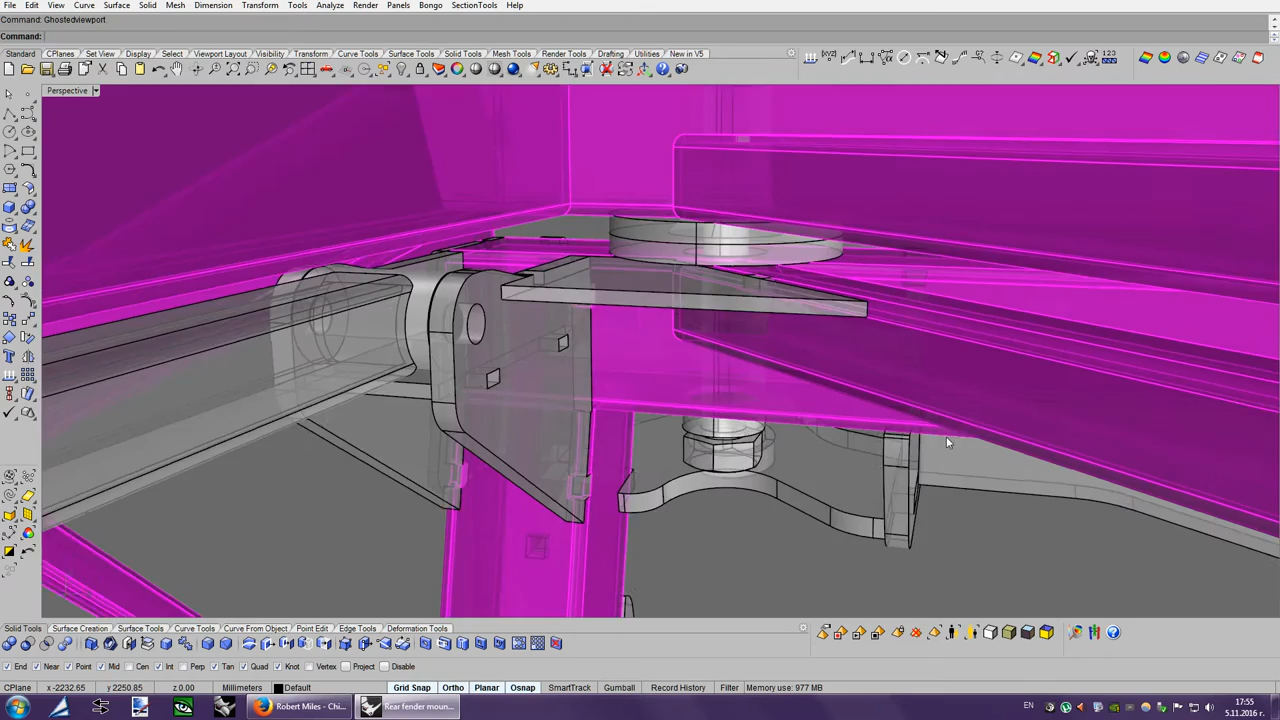 File Edit View Curve Surface Solid Mesh Dimension Transform Tools Analyze Render Panels Bongo SectionTools Help
Command: Ghostedviewport
Command:
Standard CPlanes Set View Display Select Viewport Layout Visibility Transform Curve Tools Surface Tools Solid Tools Mesh Tools Render Tools Drafting Utilities New in V5
Perspective
Solid Tools Surface Creation Surface Tools Curve Tools Curve From Object Point Edit Edge Tools Deformation Tools
End Near Point Mid Cen Int Perp Tan Quad Knot Vertex Project Disable
CPlane x -2232.65 y 2250.85 z 0.00 Millimeters Default Grid Snap Ortho Planar Osnap SmartTrack Gumball Record History Filter Memory use: 977 MB
Robert Miles - Chi... Rear fender moun... EN 17:55
5.11.2016 г.